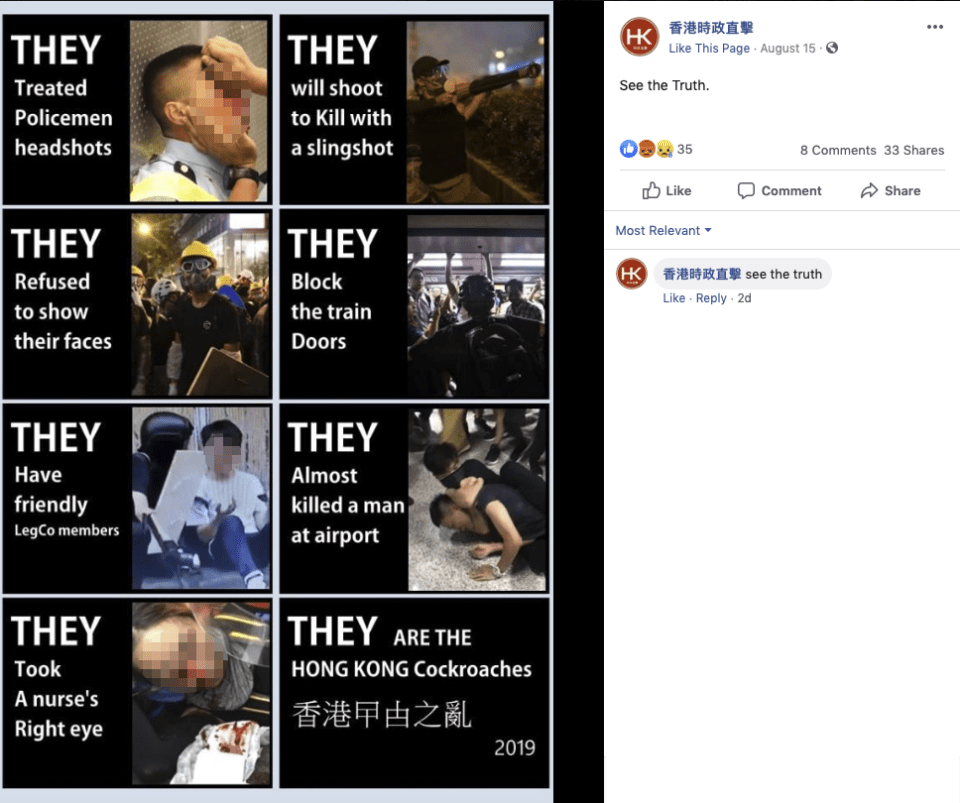 THEY
Treated
Policemen
headshots
THEY
will shoot
to Kill with
a slingshot
THEY
Refused
to show
their faces
THEY
Block
the train
Doors
THEY
Have
friendly
LegCo members
THEY
Almost
killed a man
at airport
THEY
Took
A nurse's
Right eye
THEY ARE THE
HONG KONG Cockroaches
香港曱甴之亂
2019
HK
香港時政直擊
Like This Page · August 15 ·
See the Truth.
35
8 Comments 33 Shares
Like Comment Share
Most Relevant
HK
香港時政直擊 see the truth
Like · Reply · 2d